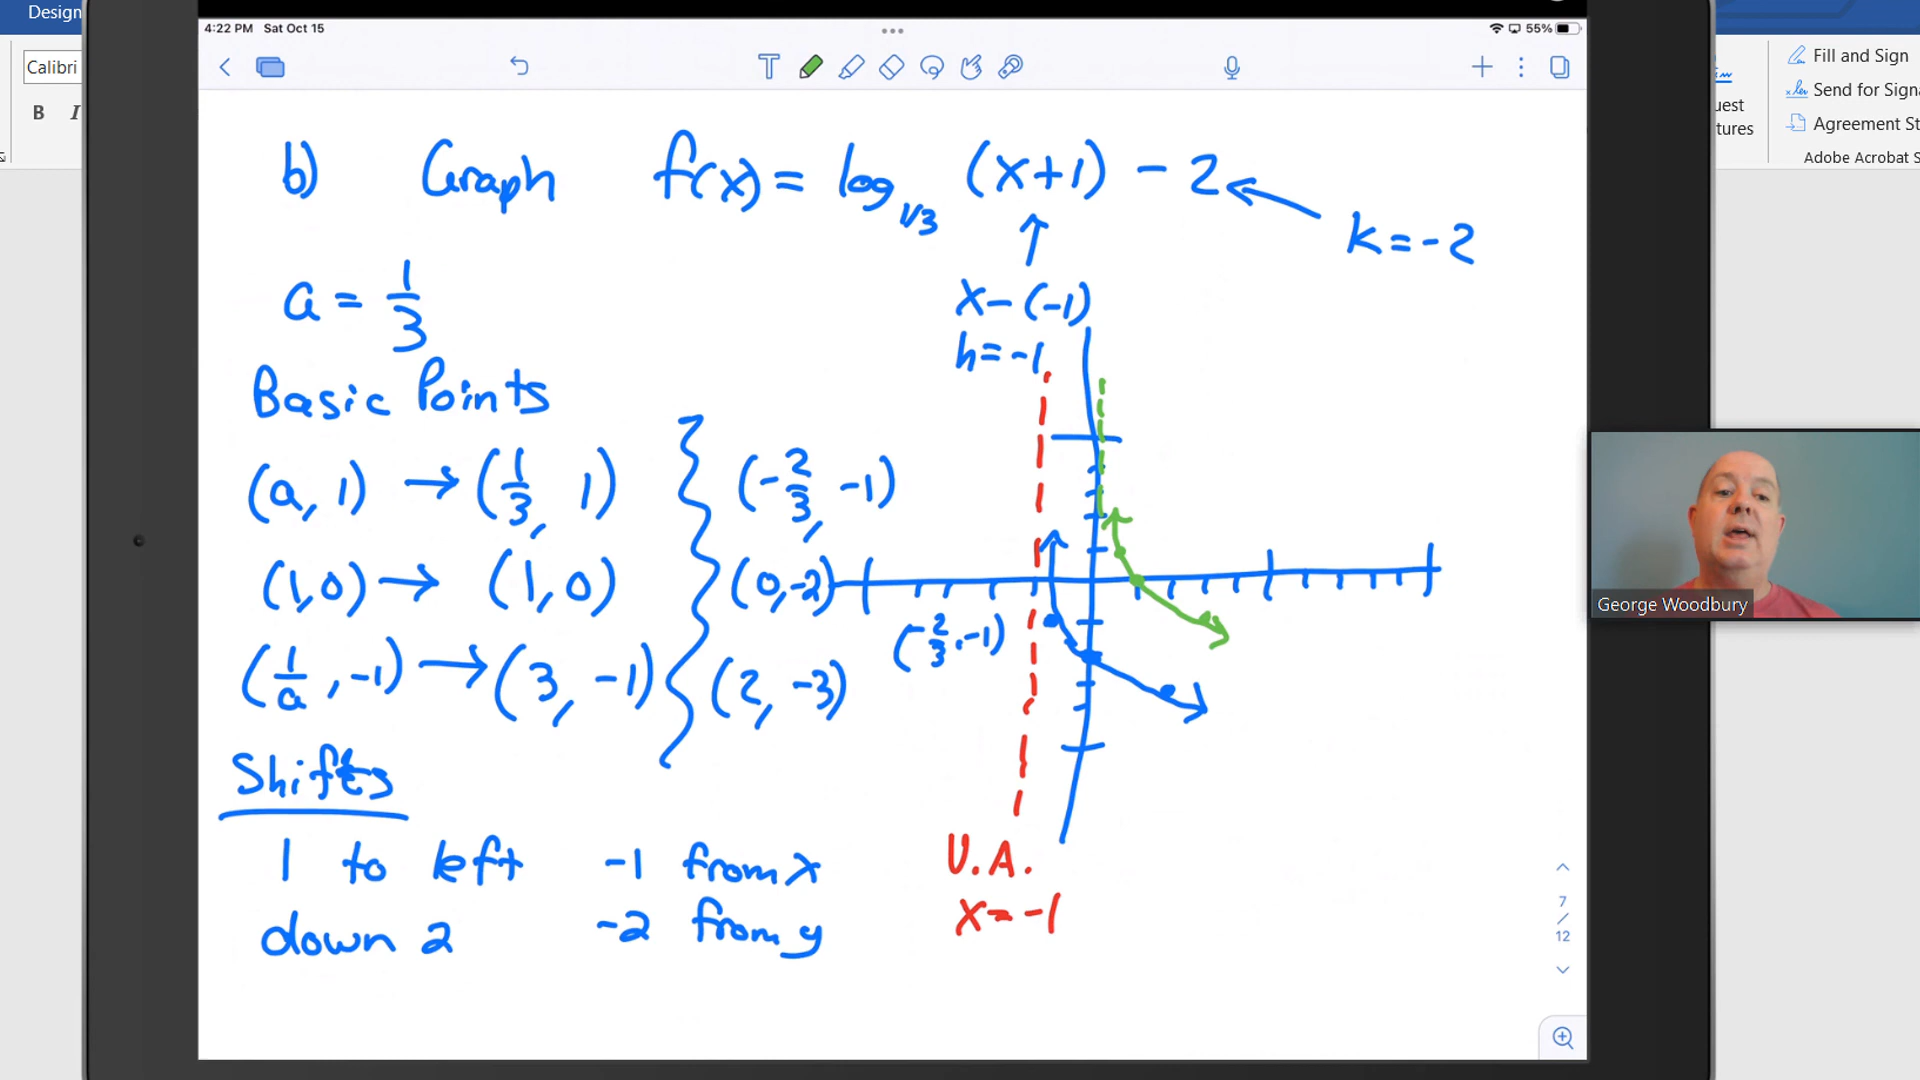 Design
4:22 PM Sat Oct 15
55%
Calibri
B I
T
Fill and Sign
Send for Signa
uest
tures
Agreement St
Adobe Acrobat S
b) Graph f(x) = log 1/3 (x+1) - 2
k = -2
a = 1/3
x - (-1)
h = -1
Basic Points
(a, 1) → (1/3, 1) (-2/3, -1)
(1,0) → (1,0) (0,-2)
(-2/3, -1)
(1/a, -1) → (3, -1) (2, -3)
Shifts
1 to left -1 from x
down 2 -2 from y
V.A.
x = -1
George Woodbury
7
/
12